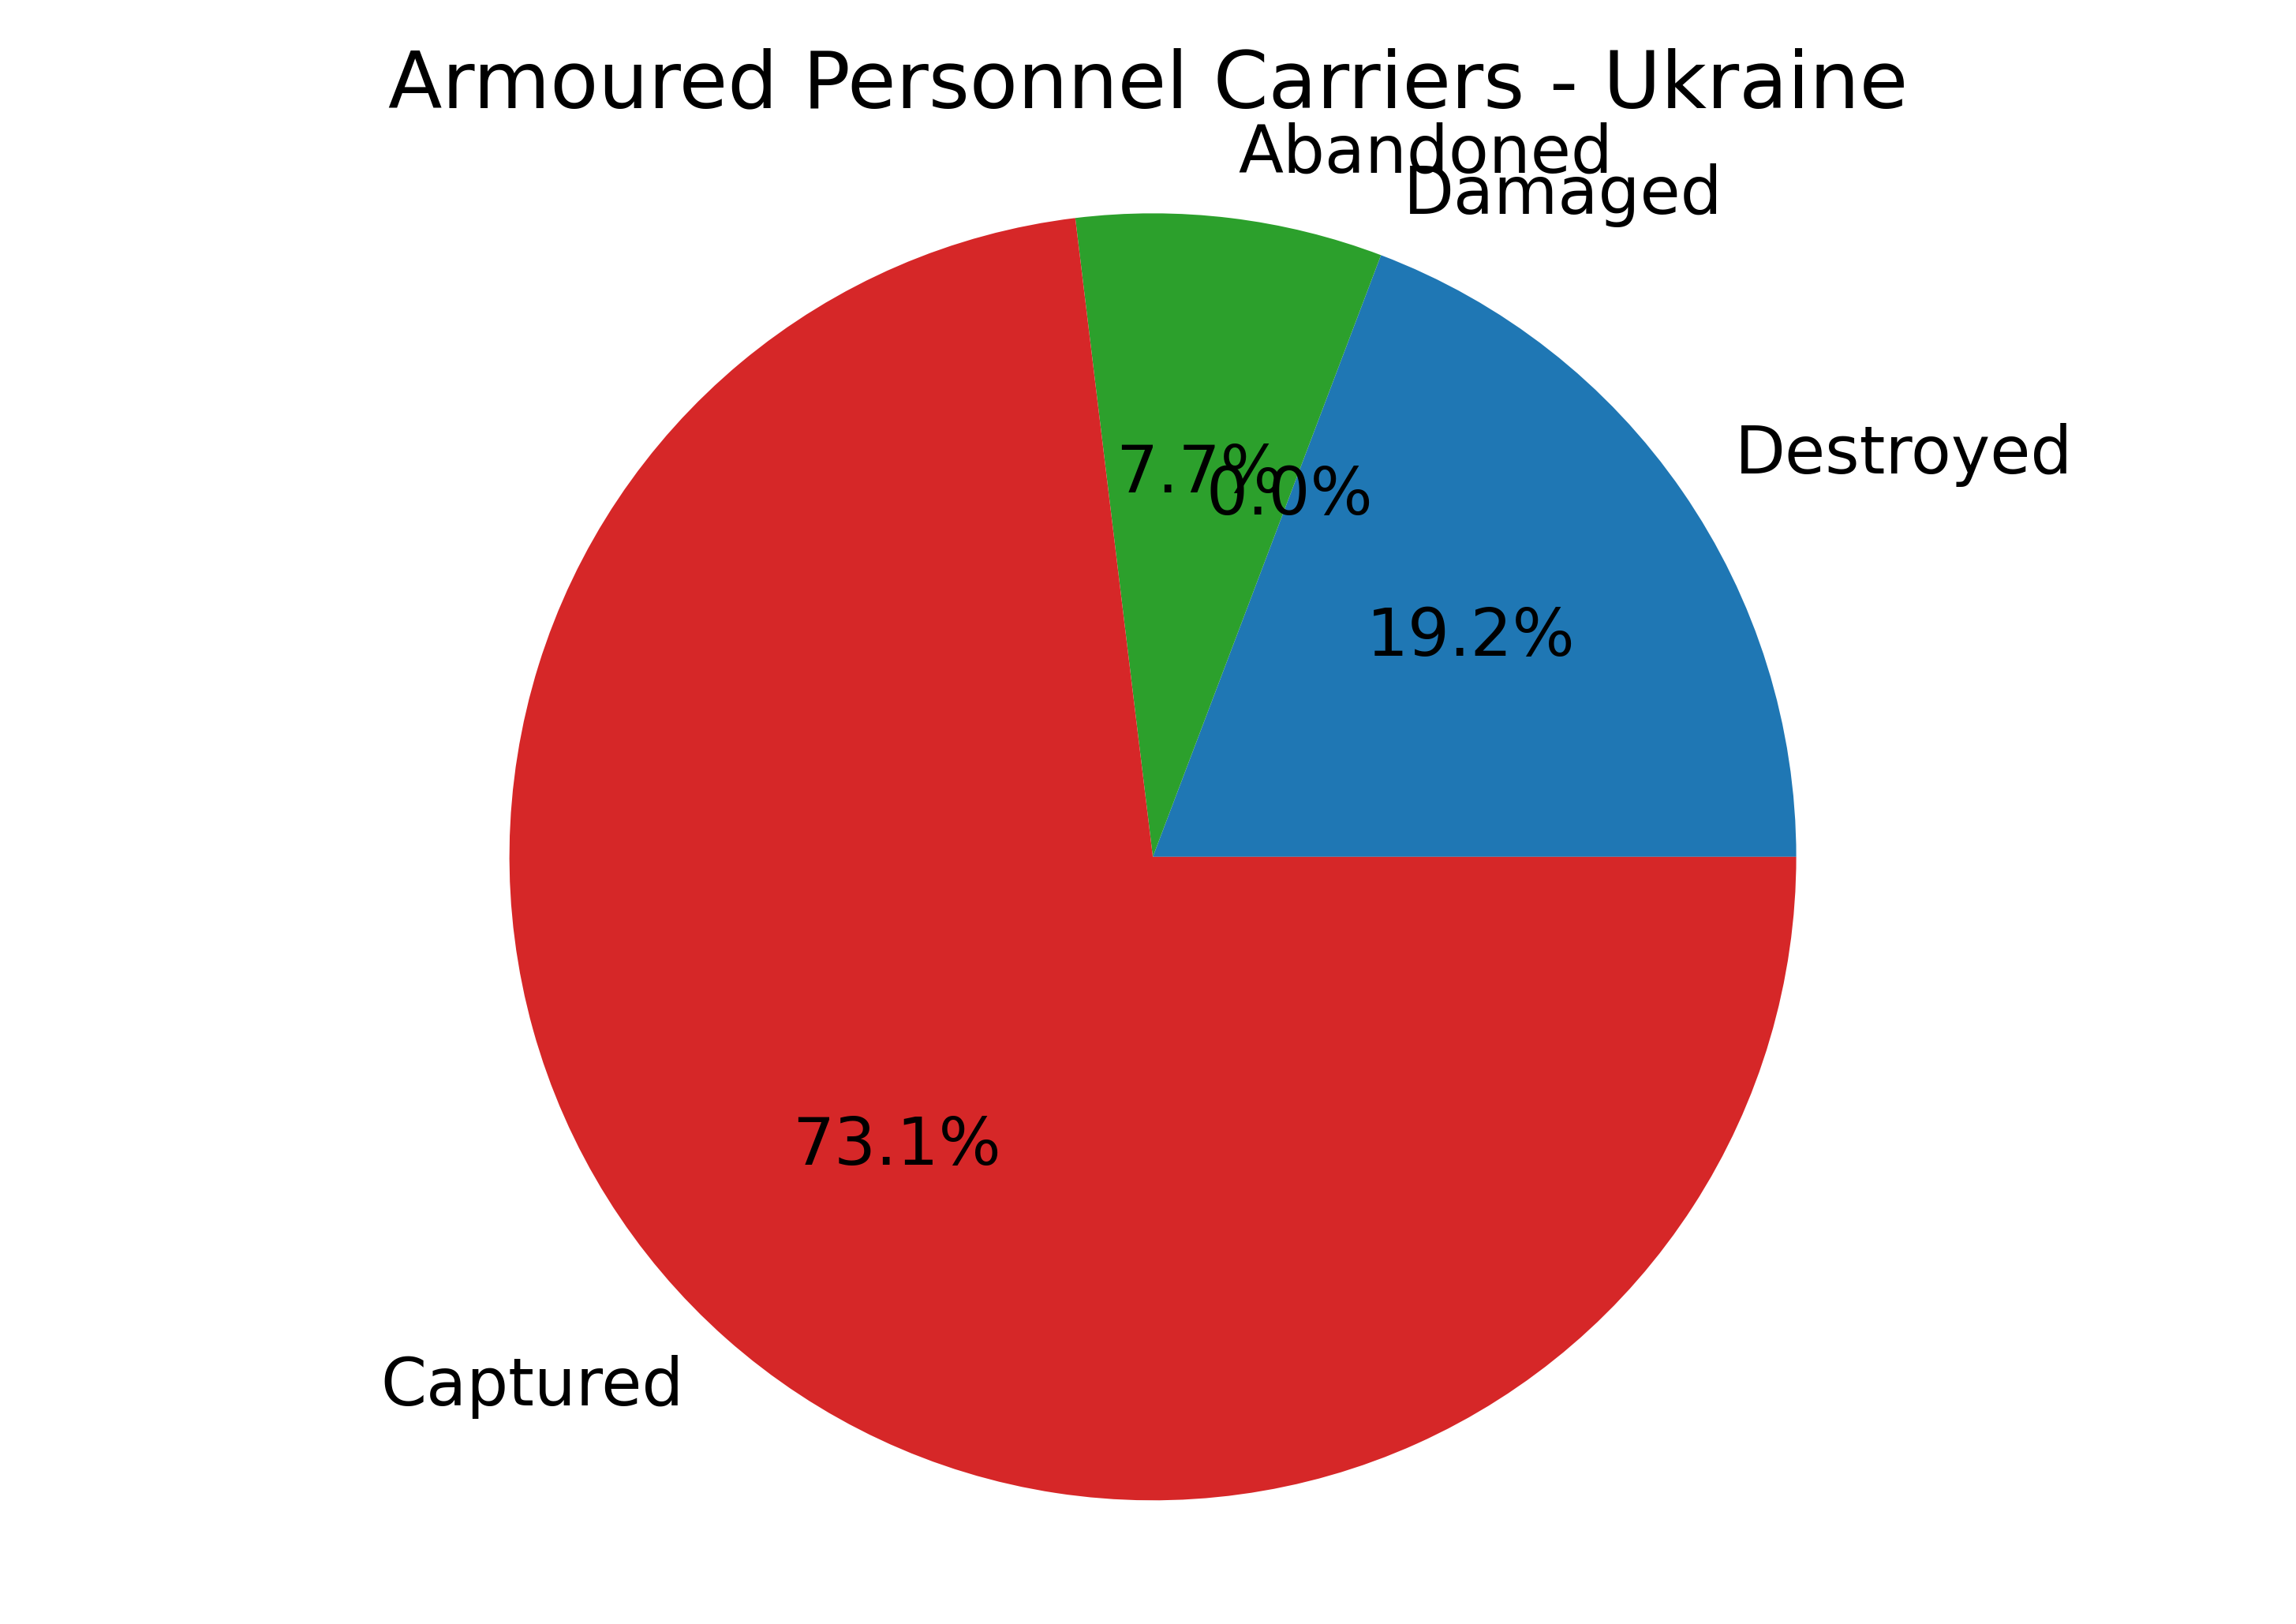 Armoured Personnel Carriers - Ukraine
Abandoned
Damaged
Destroyed
7.7%
0.0%
19.2%
73.1%
Captured